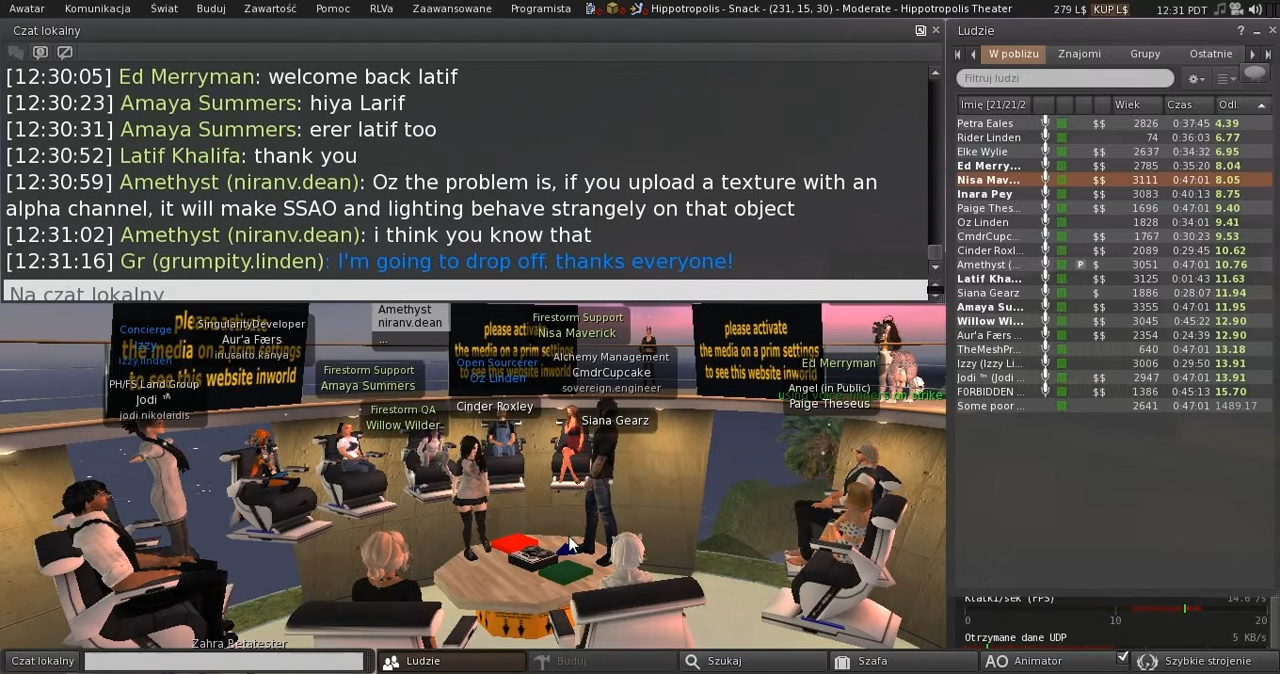 Awatar Komunikacja Świat Buduj Zawartość Pomoc RLVa Zaawansowane Programista Hippotropolis - Snack - (231, 15, 30) - Moderate - Hippotropolis Theater 279 L$ KUP L$ 12:31 PDT
Czat lokalny
[12:30:05] Ed Merryman: welcome back latif
[12:30:23] Amaya Summers: hiya Larif
[12:30:31] Amaya Summers: erer latif too
[12:30:52] Latif Khalifa: thank you
[12:30:59] Amethyst (niranv.dean): Oz the problem is, if you upload a texture with an
alpha channel, it will make SSAO and lighting behave strangely on that object
[12:31:02] Amethyst (niranv.dean): i think you know that
[12:31:16] Gr (grumpity.linden): I'm going to drop off. thanks everyone!
Na czat lokalny
Ludzie
W pobliżu Znajomi Grupy Ostatnie
Filtruj ludzi
Imię [21/21/2 Wiek Czas Odl.
Petra Eales $$ 2826 0:37:45 4.39
Rider Linden 74 0:36:03 6.77
Elke Wylie $$ 2637 0:34:32 6.95
Ed Merry... $$ 2785 0:35:20 8.04
Nisa Mav... $$ 3111 0:47:01 8.05
Inara Pey $$ 3083 0:40:13 8.75
Paige Thes... $$ 1696 0:47:01 9.40
Oz Linden 1828 0:34:01 9.41
CmdrCupc... $$ 1767 0:30:23 9.53
Cinder Roxl... $$ 2089 0:29:45 10.62
Amethyst (... P $ 3051 0:47:01 10.76
Latif Kha... $$ 3125 0:01:43 11.63
Siana Gearz $ 1886 0:28:07 11.94
Amaya Su... $$ 3355 0:47:01 11.95
Willow Wi... $$ 3045 0:45:22 12.90
Aur'a Færs ... $$ 2354 0:24:39 12.90
TheMeshPr... 640 0:47:01 13.18
Izzy (Izzy Li... 3006 0:29:50 13.91
Jodi ™ (Jodi ... $$ 2947 0:47:01 13.91
FORBIDDEN ... $$ 1386 0:45:13 15.70
Some poor ... 2641 0:47:01 1489.17
Klatki/sek (FPS) 14.6 /s
0 10 20
Otrzymane dane UDP 5 KB/s
please activate
the media on a prim settings
to see this website inworld
Concierge
Izzy
izzy.linden
SingularityDeveloper
Aur'a Færs
inusaito.kanya
PH/FS Land Group
Jodi ™
jodi.nikolaidis
Amethyst
niranv.dean
...
Firestorm Support
Amaya Summers
Firestorm QA
Willow Wilder
please activate
the media on a prim settings
to see this website inworld
Open Sourcerer
Oz Linden
Cinder Roxley
Firestorm Support
Nisa Maverick
Alchemy Management
CmdrCupcake
sovereign.engineer
Siana Gearz
please activate
the media on a prim settings
to see this website inworld
Ed Merryman
Angel (in Public)
Paige Theseus
Zahra Betatester
Czat lokalny Ludzie Buduj Szukaj Szafa AO Animator Szybkie strojenie